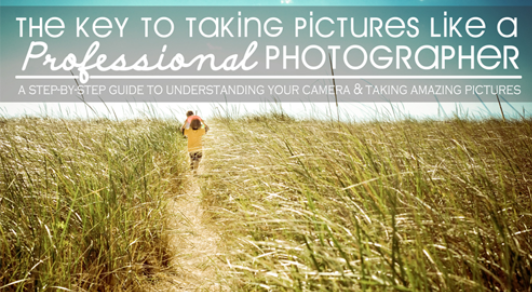 THE KEY TO TAKING PICTURES LIKE A
Professional PHOTOGRAPHER
A STEP-BY-STEP GUIDE TO UNDERSTANDING YOUR CAMERA & TAKING AMAZING PICTURES